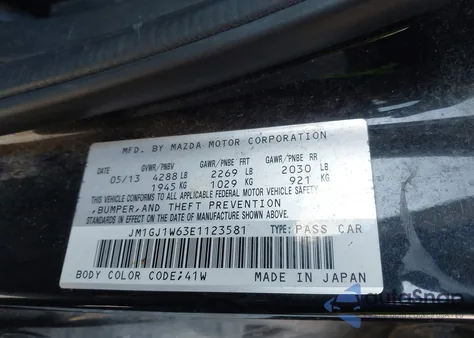 MFD. BY MAZDA MOTOR CORPORATION
DATE GVWR/PNBV GAWR/PNBE FRT GAWR/PNBE RR
05/13 4288 LB 2269 LB 2030 LB
1945 KG 1029 KG 921 KG
THIS VEHICLE CONFORMS TO ALL APPLICABLE FEDERAL MOTOR VEHICLE SAFETY
,BUMPER,AND THEFT PREVENTION
STANDARDS IN EFFECT ON THE DATE OF MANUFACTURE SHOWN ABOVE.
JM1GJ1W63E1123581 TYPE: PASS CAR
BODY COLOR CODE;41W MADE IN JAPAN
autoSnap